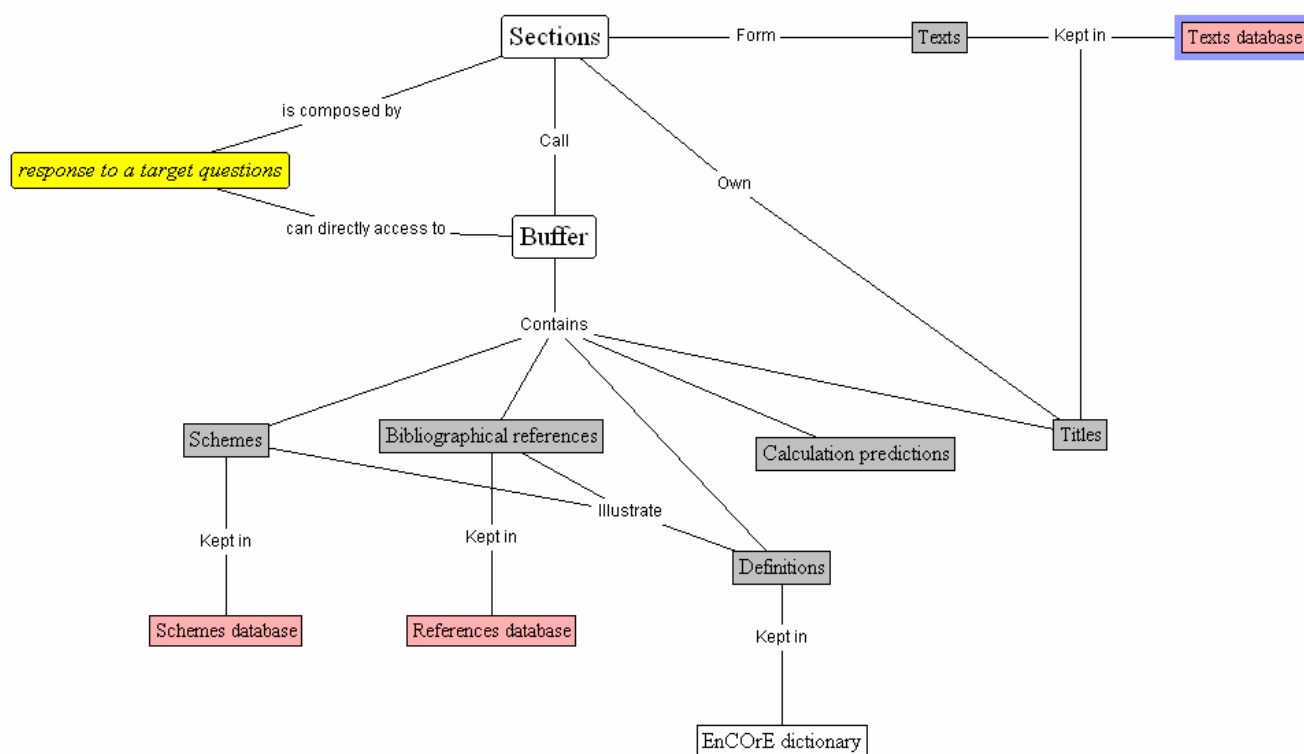 Sections
Form
Texts
Kept in
Texts database
is composed by
Call
response to a target questions
Own
can directly access to
Buffer
Contains
Schemes
Bibliographical references
Calculation predictions
Titles
Illustrate
Kept in
Kept in
Definitions
Schemes database
References database
Kept in
EnCOrE dictionary